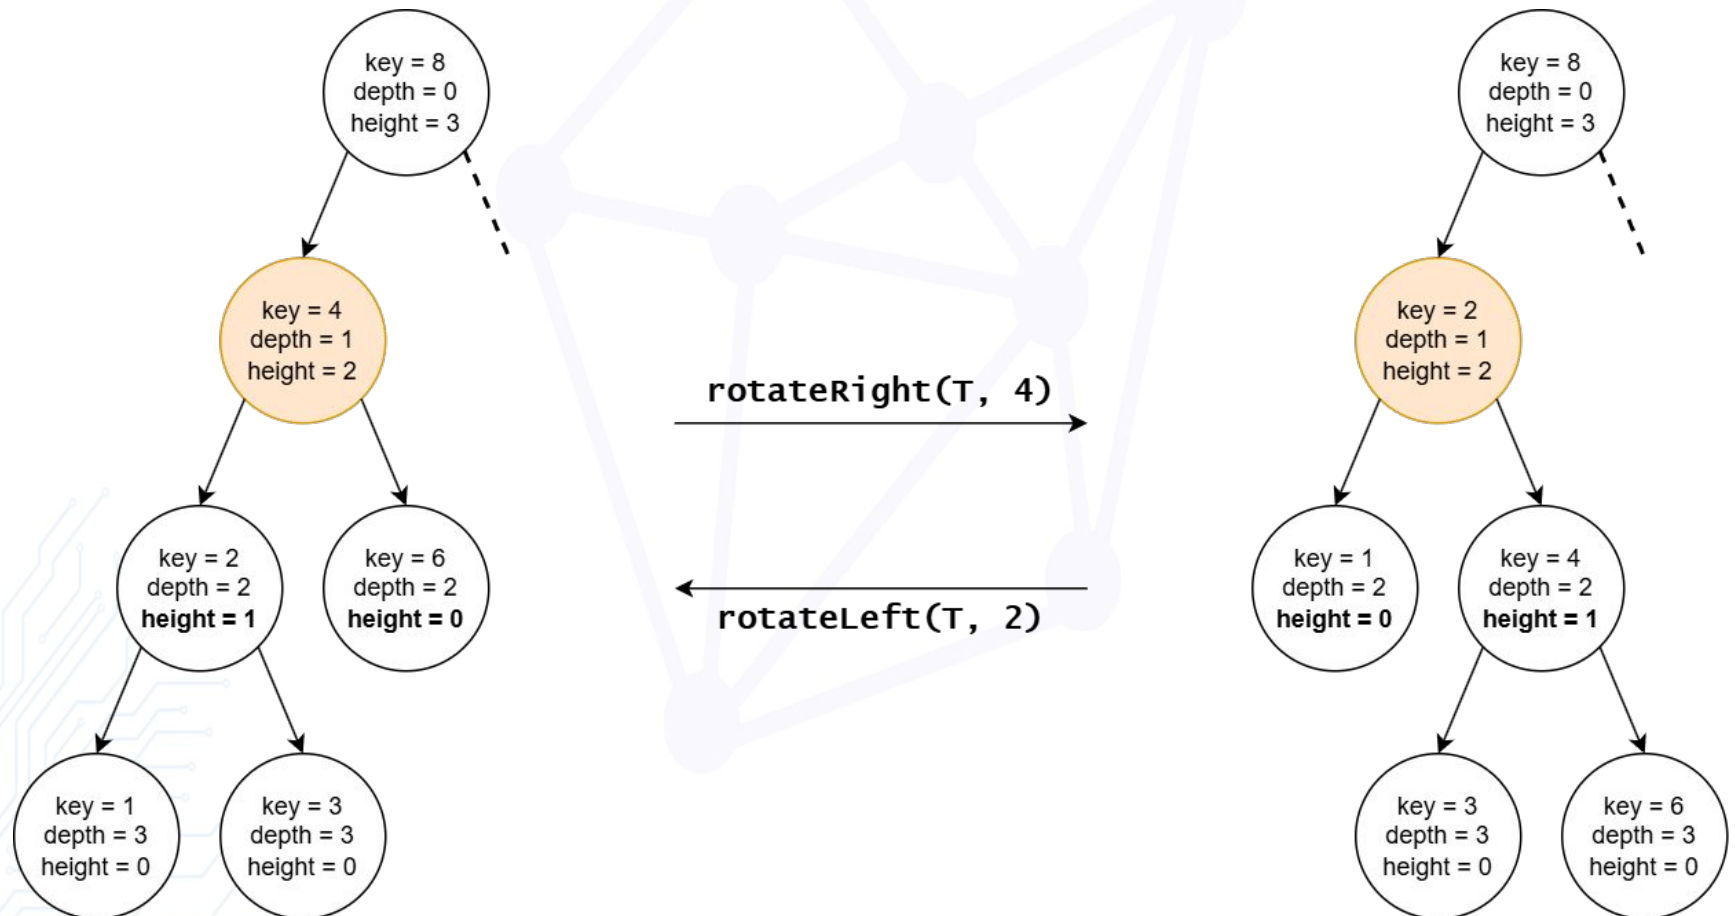 key = 8
depth = 0
height = 3
key = 4
depth = 1
height = 2
key = 2
depth = 2
height = 1
key = 6
depth = 2
height = 0
key = 1
depth = 3
height = 0
key = 3
depth = 3
height = 0
rotateRight(T, 4)
rotateLeft(T, 2)
key = 8
depth = 0
height = 3
key = 2
depth = 1
height = 2
key = 1
depth = 2
height = 0
key = 4
depth = 2
height = 1
key = 3
depth = 3
height = 0
key = 6
depth = 3
height = 0